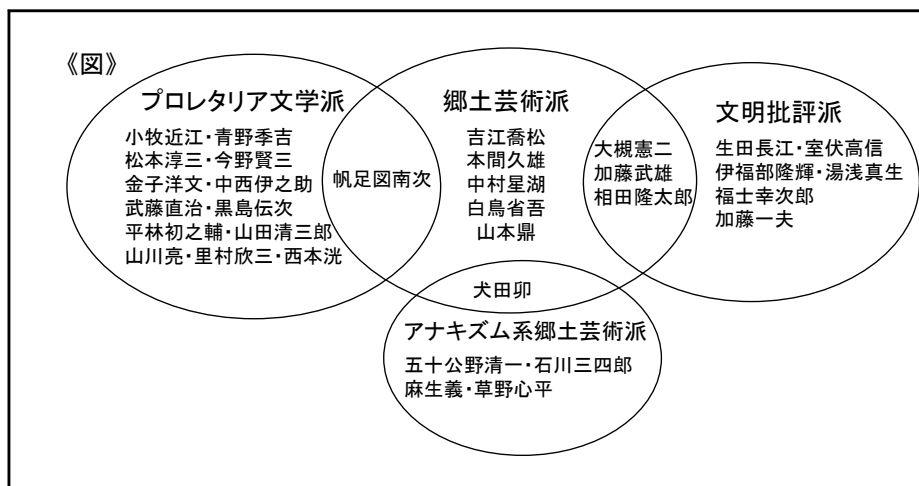 《図》
プロレタリア文学派
小牧近江・青野季吉
松本淳三・今野賢三
金子洋文・中西伊之助
武藤直治・黒島伝次
平林初之輔・山田清三郎
山川亮・里村欣三・西本洸
帆足図南次
郷土芸術派
吉江喬松
本間久雄
中村星湖
白鳥省吾
山本鼎
大槻憲二
加藤武雄
相田隆太郎
文明批評派
生田長江・室伏高信
伊福部隆輝・湯浅真生
福士幸次郎
加藤一夫
犬田卯
アナキズム系郷土芸術派
五十公野清一・石川三四郎
麻生義・草野心平